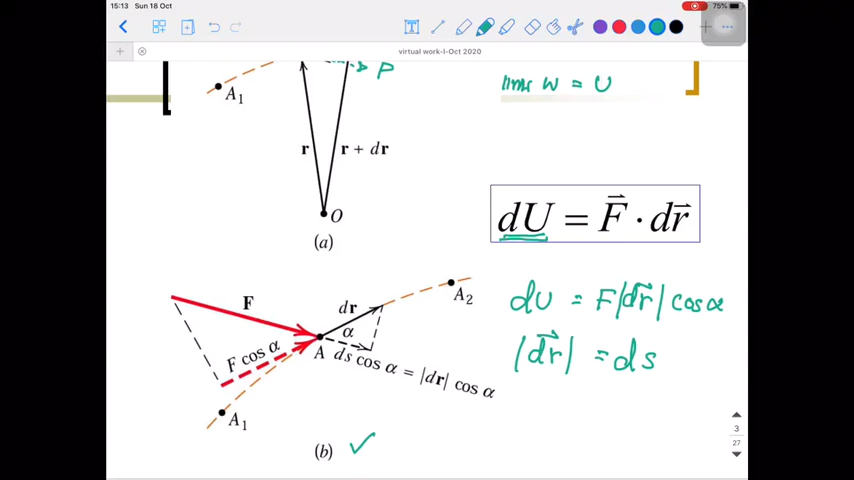 15:13 Sun 18 Oct
75%
virtual work-I-Oct 2020
A1
P
W = U
r
r + dr
O
(a)
dU = F⃗ · dr⃗
F
dr
A2
α
F cos α
A
ds cos α = |dr| cos α
A1
(b) ✓
dU = F|dr⃗| cosα
|dr⃗| = ds
3
27